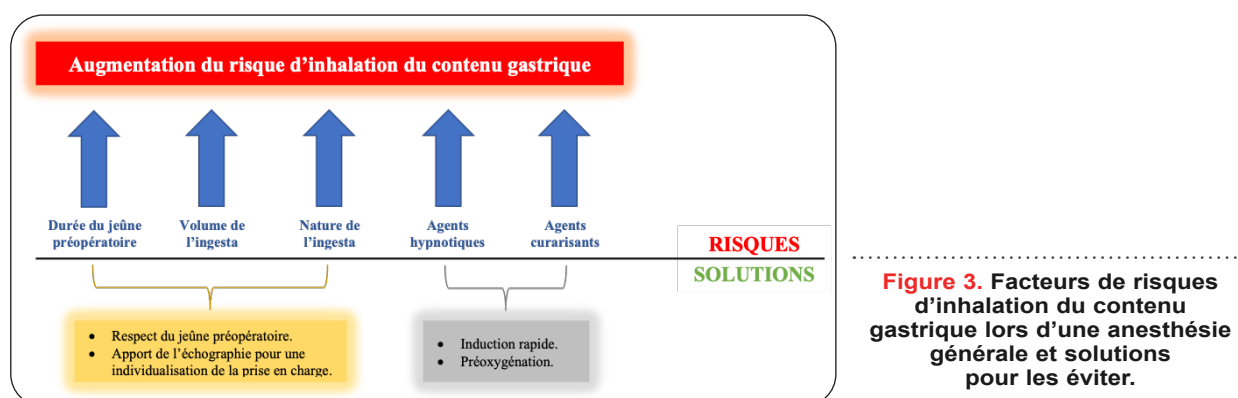 Augmentation du risque d’inhalation du contenu gastrique
Durée du jeûne
préopératoire
Volume de
l’ingesta
Nature de
l’ingesta
Agents
hypnotiques
Agents
curarisants
RISQUES
SOLUTIONS
• Respect du jeûne préopératoire.
• Apport de l’échographie pour une
individualisation de la prise en charge.
• Induction rapide.
• Préoxygénation.
Figure 3. Facteurs de risques
d’inhalation du contenu
gastrique lors d’une anesthésie
générale et solutions
pour les éviter.